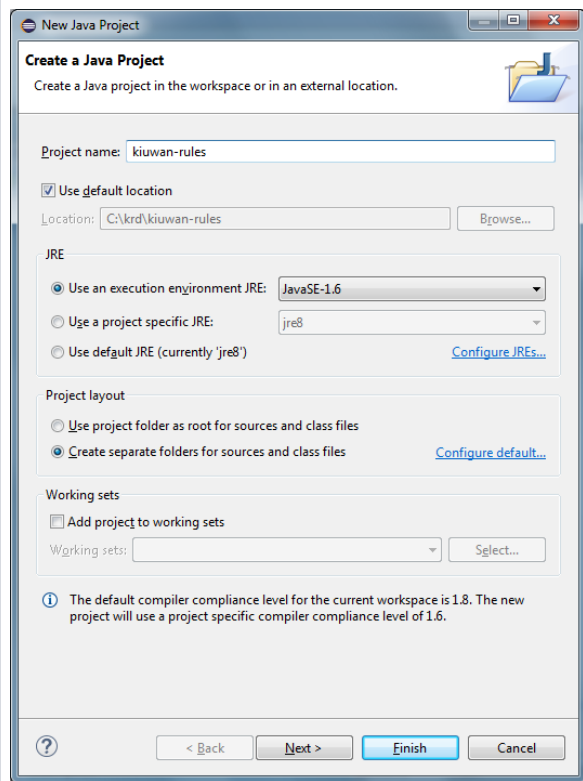 New Java Project
Create a Java Project
Create a Java project in the workspace or in an external location.
Project name: kiuwan-rules
Use default location
Location: C:\krd\kiuwan-rules Browse...
JRE
Use an execution environment JRE: JavaSE-1.6
Use a project specific JRE: jre8
Use default JRE (currently 'jre8') Configure JREs...
Project layout
Use project folder as root for sources and class files
Create separate folders for sources and class files Configure default...
Working sets
Add project to working sets
Working sets: Select...
The default compiler compliance level for the current workspace is 1.8. The new
project will use a project specific compiler compliance level of 1.6.
? < Back Next > Finish Cancel